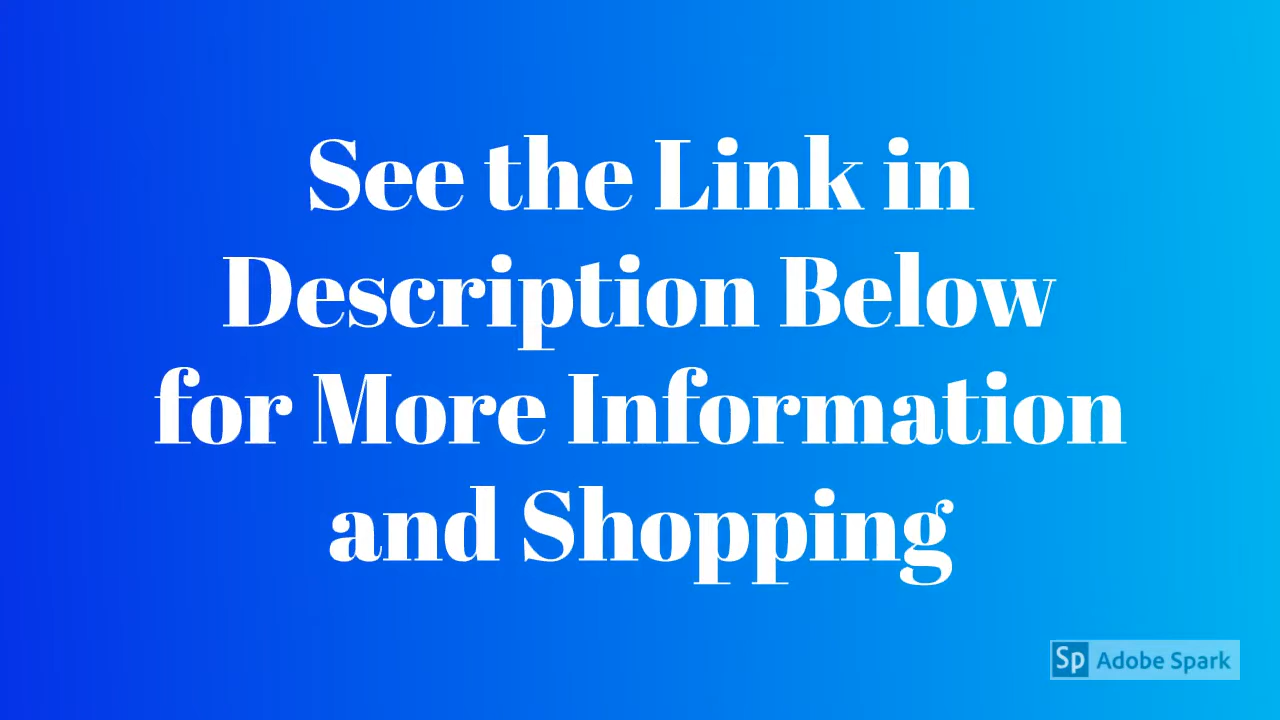 See the Link in
Description Below
for More Information
and Shopping
Sp Adobe Spark